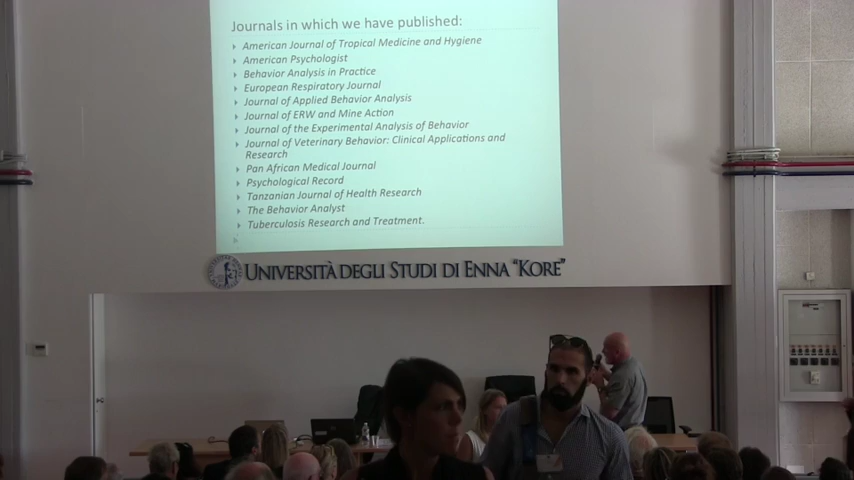 Journals in which we have published:
American Journal of Tropical Medicine and Hygiene
American Psychologist
Behavior Analysis in Practice
European Respiratory Journal
Journal of Applied Behavior Analysis
Journal of ERW and Mine Action
Journal of the Experimental Analysis of Behavior
Journal of Veterinary Behavior: Clinical Applications and
Research
Pan African Medical Journal
Psychological Record
Tanzanian Journal of Health Research
The Behavior Analyst
Tuberculosis Research and Treatment.
UNIVERSITÀ DEGLI STUDI DI ENNA "KORE"